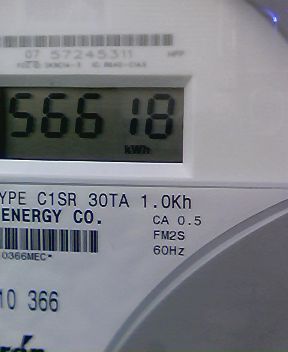 07 57245311
56618
kWh
YPE C1SR 30TA 1.0Kh
ENERGY CO.
CA 0.5
FM2S
60Hz
0366MEC*
10 366
rón